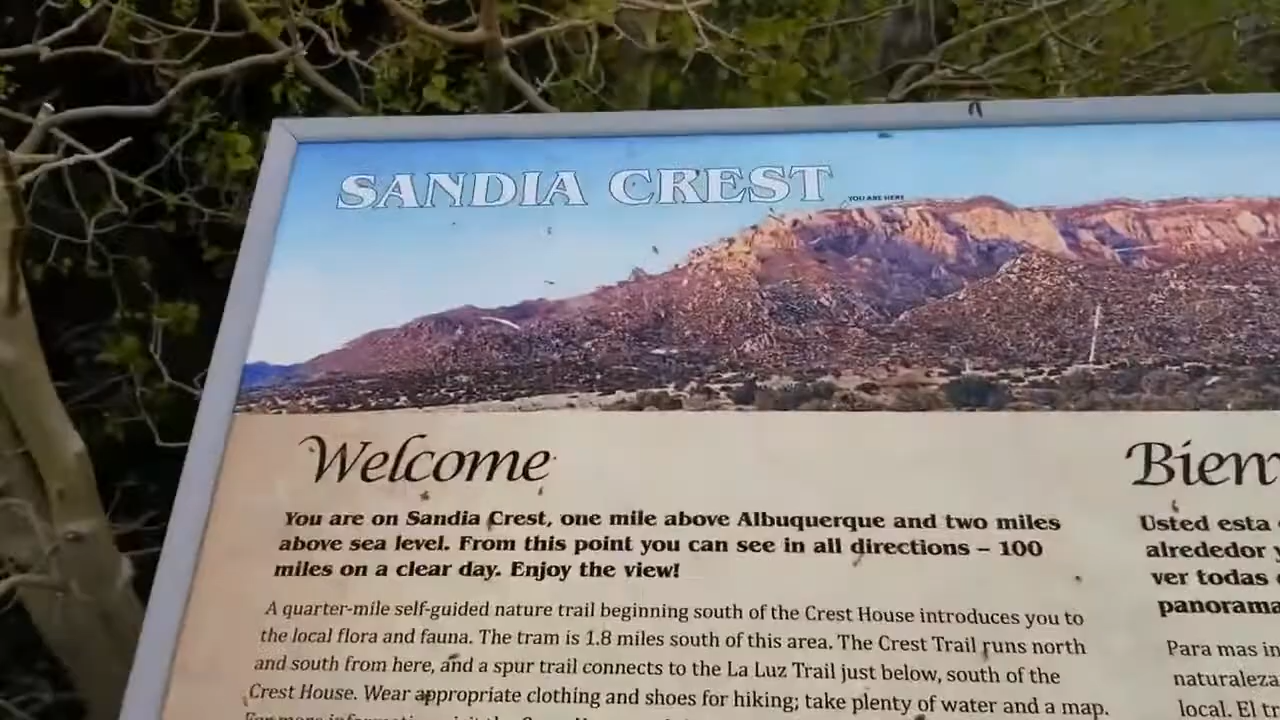 SANDIA CREST
YOU ARE HERE
Welcome
You are on Sandia Crest, one mile above Albuquerque and two miles
above sea level. From this point you can see in all directions – 100
miles on a clear day. Enjoy the view!
A quarter-mile self-guided nature trail beginning south of the Crest House introduces you to
the local flora and fauna. The tram is 1.8 miles south of this area. The Crest Trail runs north
and south from here, and a spur trail connects to the La Luz Trail just below, south of the
Crest House. Wear appropriate clothing and shoes for hiking; take plenty of water and a map.
For more information, visit the
Bien
Usted esta
alrededor y
ver todas
panorama
Para mas in
naturaleza
local. El tr